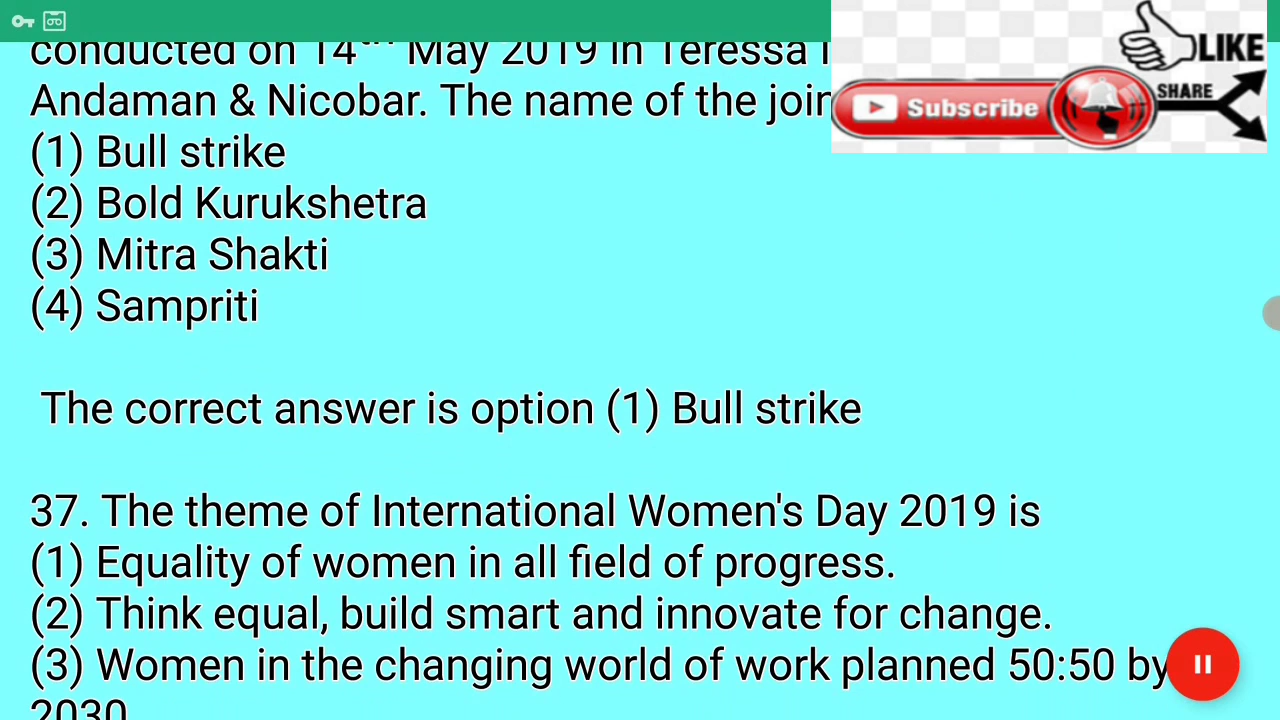 conducted on 14th May 2019 in Teressa
Andaman & Nicobar. The name of the join
(1) Bull strike
(2) Bold Kurukshetra
(3) Mitra Shakti
(4) Sampriti
The correct answer is option (1) Bull strike
37. The theme of International Women's Day 2019 is
(1) Equality of women in all field of progress.
(2) Think equal, build smart and innovate for change.
(3) Women in the changing world of work planned 50:50 by
2030
LIKE
Subscribe
SHARE